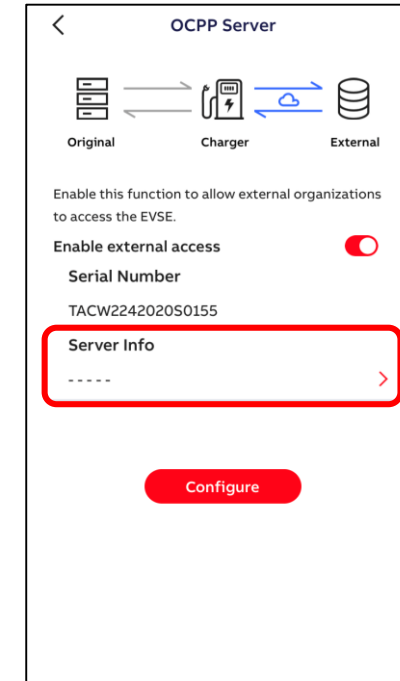 OCPP Server
Original Charger External
Enable this function to allow external organizations
to access the EVSE.
Enable external access
Serial Number
TACW2242020S0155
Server Info
- - - - -
Configure